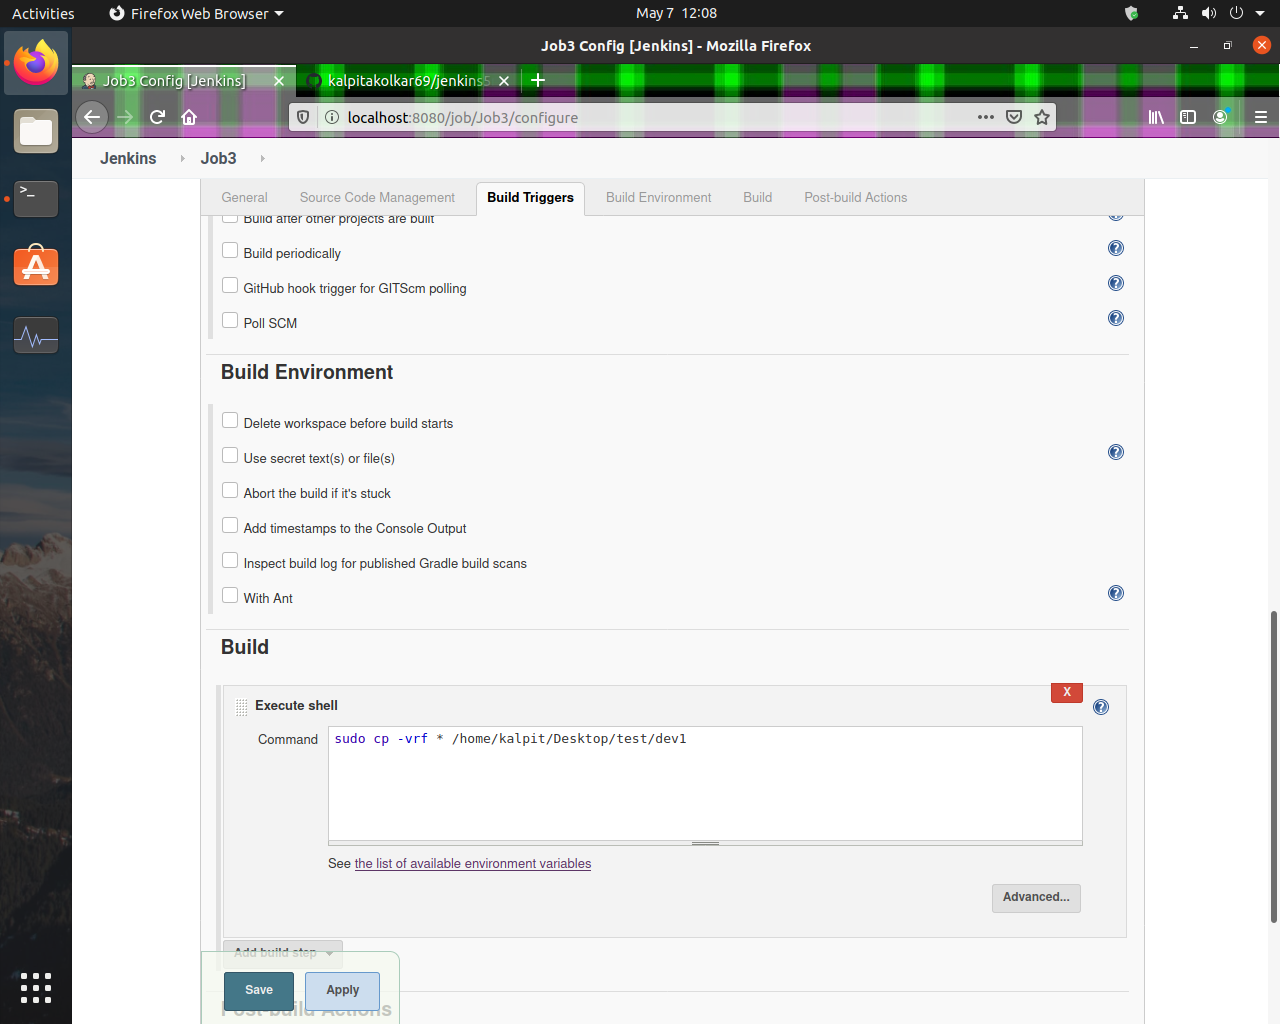 Activities
Firefox Web Browser
May 7 12:08
Job3 Config [Jenkins] - Mozilla Firefox
Job3 Config [Jenkins]
kalpitakolkar69/jenkins
localhost:8080/job/Job3/configure
Jenkins
Job3
General
Source Code Management
Build Triggers
Build Environment
Build
Post-build Actions
Build after other projects are built
Build periodically
GitHub hook trigger for GITScm polling
Poll SCM
Build Environment
Delete workspace before build starts
Use secret text(s) or file(s)
Abort the build if it's stuck
Add timestamps to the Console Output
Inspect build log for published Gradle build scans
With Ant
Build
X
Execute shell
Command
sudo cp -vrf * /home/kalpit/Desktop/test/dev1
See the list of available environment variables
Advanced...
Add build step
Save
Apply
Post-build Actions